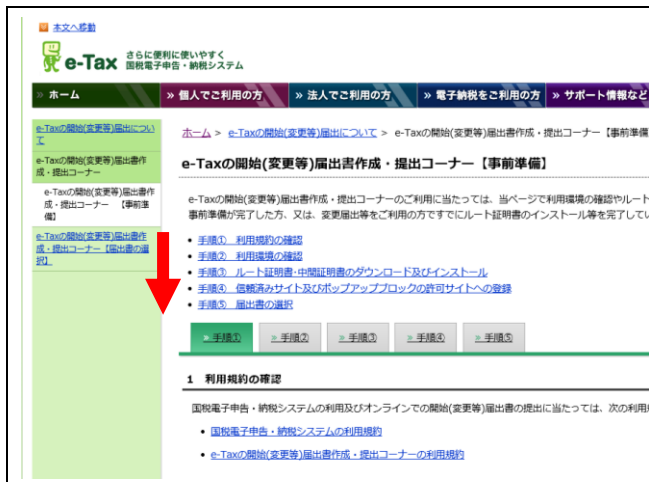 本文へ移動
e-Tax さらに便利に使いやすく
国税電子申告・納税システム
» ホーム » 個人でご利用の方 » 法人でご利用の方 » 電子納税をご利用の方 » サポート情報など
e-Taxの開始(変更等)届出につい
て
e-Taxの開始(変更等)届出書作
成・提出コーナー
e-Taxの開始(変更等)届出書作
成・提出コーナー 【事前準
備】
e-Taxの開始(変更等)届出書作
成・提出コーナー【届出書の選
択】
ホーム > e-Taxの開始(変更等)届出について > e-Taxの開始(変更等)届出書作成・提出コーナー【事前準備
e-Taxの開始(変更等)届出書作成・提出コーナー【事前準備】
e-Taxの開始(変更等)届出書作成・提出コーナーのご利用に当たっては、当ページで利用環境の確認やルート
事前準備が完了した方、又は、変更届出等をご利用の方ですでにルート証明書のインストール等を完了してい
• 手順① 利用規約の確認
• 手順② 利用環境の確認
• 手順③ ルート証明書・中間証明書のダウンロード及びインストール
• 手順④ 信頼済みサイト及びポップアップブロックの許可サイトへの登録
• 手順⑤ 届出書の選択
» 手順① » 手順② » 手順③ » 手順④ » 手順⑤
1 利用規約の確認
国税電子申告・納税システムの利用及びオンラインでの開始(変更等)届出書の提出に当たっては、次の利用規
• 国税電子申告・納税システムの利用規約
• e-Taxの開始(変更等)届出書作成・提出コーナーの利用規約